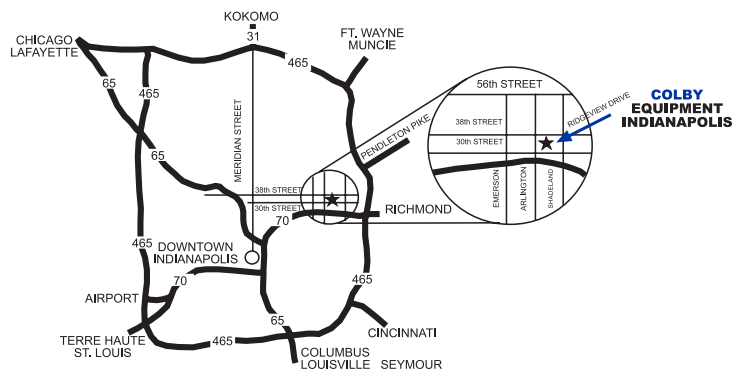 KOKOMO
31
CHICAGO
LAFAYETTE
FT. WAYNE
MUNCIE
465
65
465
56th STREET
COLBY
EQUIPMENT
INDIANAPOLIS
RIDGEVIEW DRIVE
38th STREET
30th STREET
PENDLETON PIKE
MERIDIAN STREET
65
EMERSON
ARLINGTON
SHADELAND
38th STREET
30th STREET
RICHMOND
70
465
DOWNTOWN
INDIANAPOLIS
70
465
AIRPORT
65
465
TERRE HAUTE
ST. LOUIS
CINCINNATI
COLUMBUS
LOUISVILLE SEYMOUR